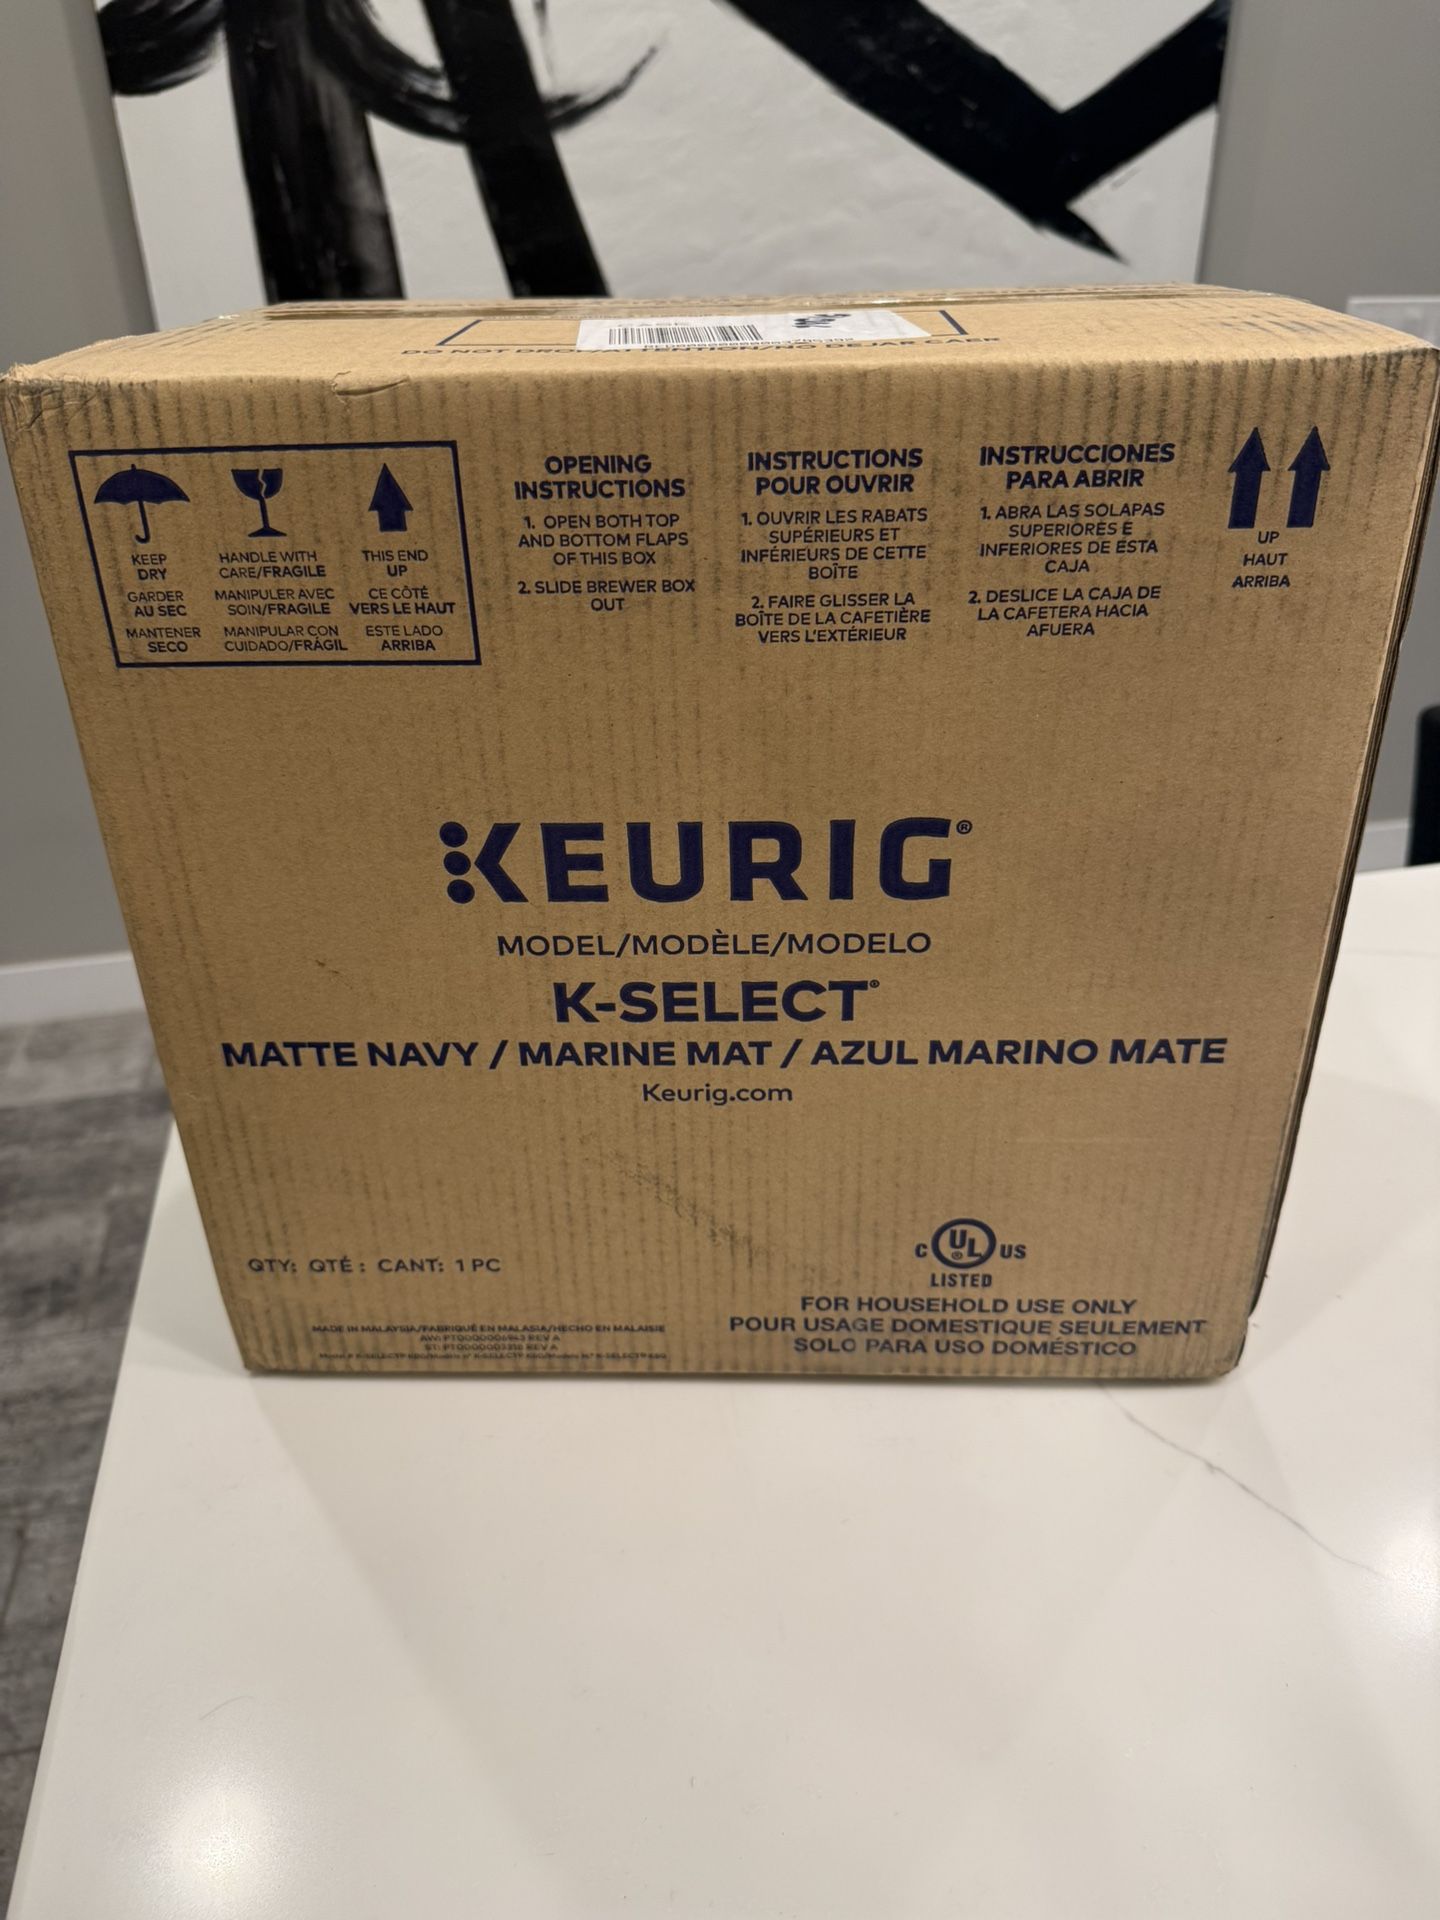 DO NOT DROP/ATTENTION/NO DEJAR CAER
KEEP
DRY
GARDER
AU SEC
MANTENER
SECO
HANDLE WITH
CARE/FRAGILE
MANIPULER AVEC
SOIN/FRAGILE
MANIPULAR CON
CUIDADO/FRÁGIL
THIS END
UP
CE CÔTÉ
VERS LE HAUT
ESTE LADO
ARRIBA
OPENING
INSTRUCTIONS
1. OPEN BOTH TOP
AND BOTTOM FLAPS
OF THIS BOX
2. SLIDE BREWER BOX
OUT
INSTRUCTIONS
POUR OUVRIR
1. OUVRIR LES RABATS
SUPÉRIEURS ET
INFÉRIEURS DE CETTE
BOÎTE
2. FAIRE GLISSER LA
BOÎTE DE LA CAFETIÈRE
VERS L'EXTÉRIEUR
INSTRUCCIONES
PARA ABRIR
1. ABRA LAS SOLAPAS
SUPERIORES E
INFERIORES DE ESTA
CAJA
2. DESLICE LA CAJA DE
LA CAFETERA HACIA
AFUERA
UP
HAUT
ARRIBA
KEURIG®
MODEL/MODÈLE/MODELO
K-SELECT®
MATTE NAVY / MARINE MAT / AZUL MARINO MATE
Keurig.com
QTY: QTÉ : CANT: 1 PC
MADE IN MALAYSIA/FABRIQUÉ EN MALASIA/HECHO EN MALAISIE
C UL® US
LISTED
FOR HOUSEHOLD USE ONLY
POUR USAGE DOMESTIQUE SEULEMENT
SOLO PARA USO DOMÉSTICO